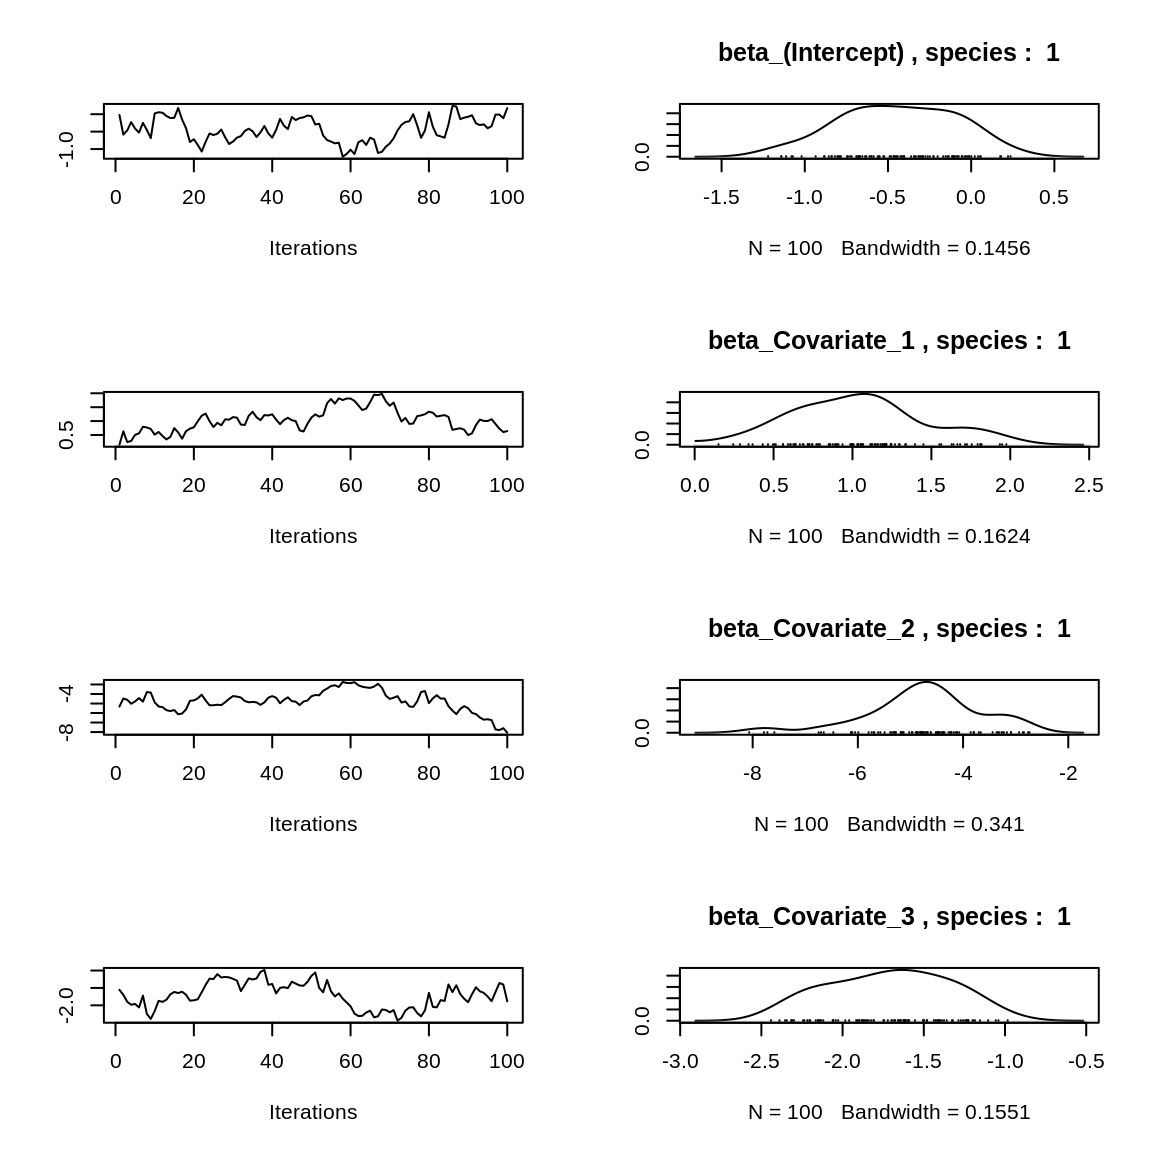 beta_(Intercept) , species :  1
-1.0
0 20 40 60 80 100
Iterations
0.0
-1.5 -1.0 -0.5 0.0 0.5
N = 100   Bandwidth = 0.1456
beta_Covariate_1 , species :  1
0.5
0 20 40 60 80 100
Iterations
0.0
0.0 0.5 1.0 1.5 2.0 2.5
N = 100   Bandwidth = 0.1624
beta_Covariate_2 , species :  1
-8 -4
0 20 40 60 80 100
Iterations
0.0
-8 -6 -4 -2
N = 100   Bandwidth = 0.341
beta_Covariate_3 , species :  1
-2.0
0 20 40 60 80 100
Iterations
0.0
-3.0 -2.5 -2.0 -1.5 -1.0 -0.5
N = 100   Bandwidth = 0.1551